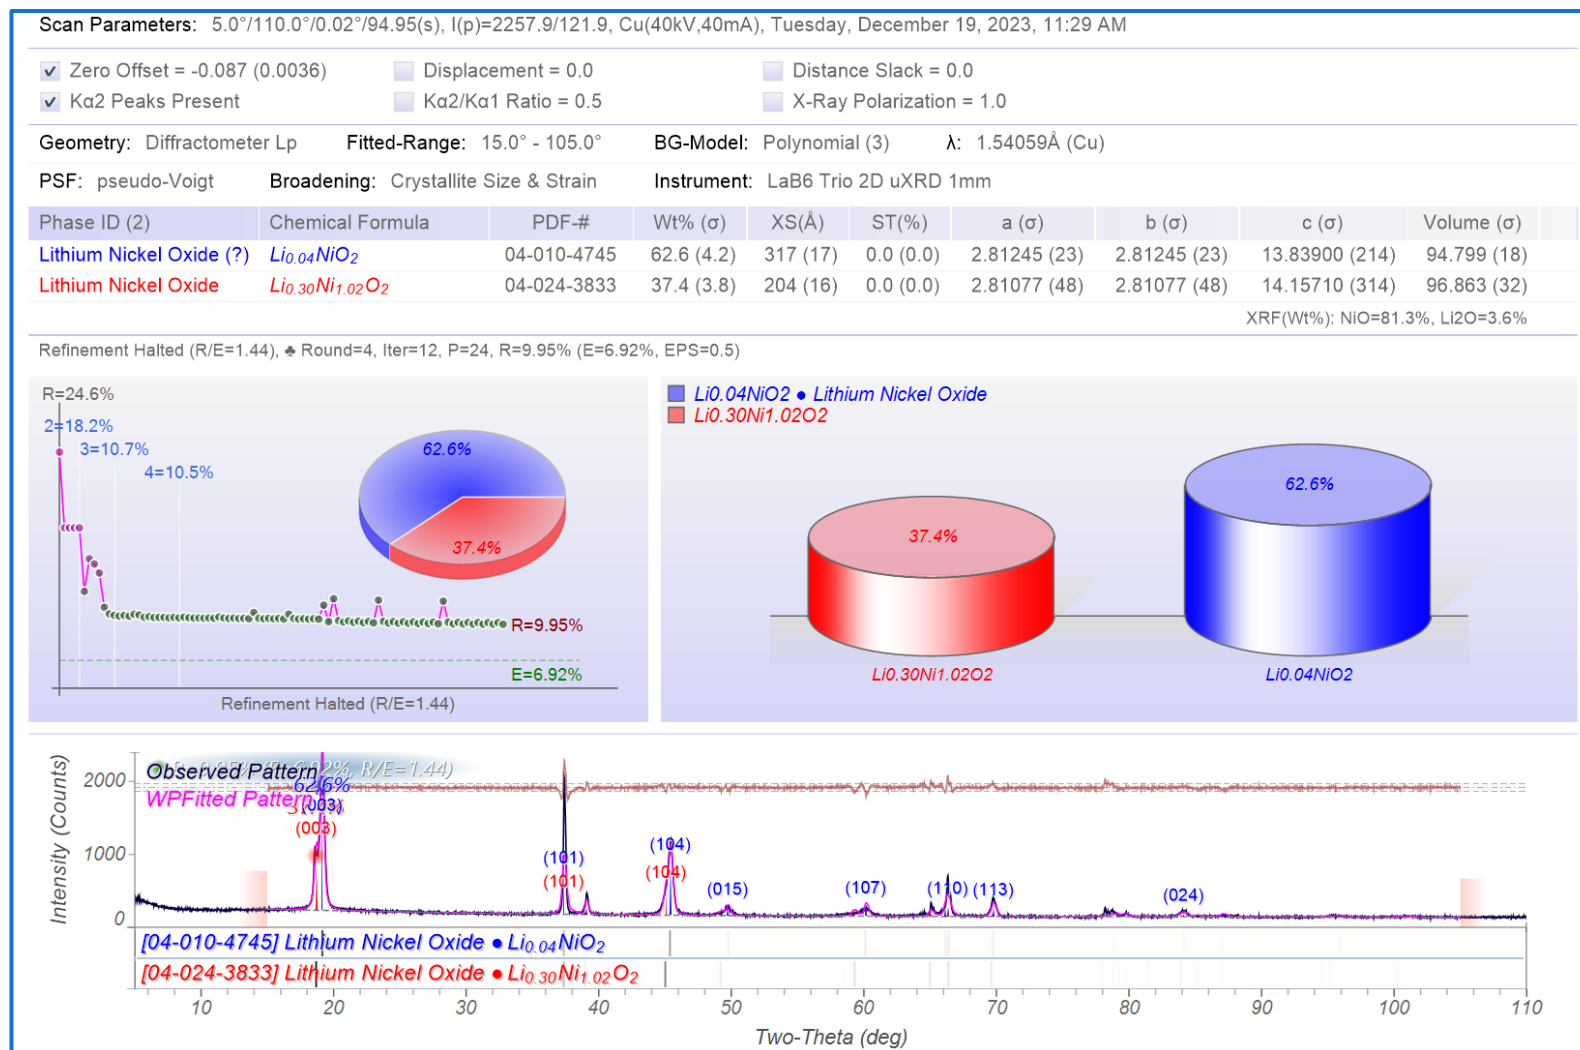 Scan Parameters: 5.0°/110.0°/0.02°/94.95(s), I(p)=2257.9/121.9, Cu(40kV,40mA), Tuesday, December 19, 2023, 11:29 AM
Zero Offset = -0.087 (0.0036) Displacement = 0.0 Distance Slack = 0.0
Kα2 Peaks Present Kα2/Kα1 Ratio = 0.5 X-Ray Polarization = 1.0
Geometry: Diffractometer Lp Fitted-Range: 15.0° - 105.0° BG-Model: Polynomial (3) λ: 1.54059Å (Cu)
PSF: pseudo-Voigt Broadening: Crystallite Size & Strain Instrument: LaB6 Trio 2D uXRD 1mm
Phase ID (2) Chemical Formula PDF-# Wt% (σ) XS(Å) ST(%) a (σ) b (σ) c (σ) Volume (σ)
Lithium Nickel Oxide (?) Li0.04NiO2 04-010-4745 62.6 (4.2) 317 (17) 0.0 (0.0) 2.81245 (23) 2.81245 (23) 13.83900 (214) 94.799 (18)
Lithium Nickel Oxide Li0.30Ni1.02O2 04-024-3833 37.4 (3.8) 204 (16) 0.0 (0.0) 2.81077 (48) 2.81077 (48) 14.15710 (314) 96.863 (32)
XRF(Wt%): NiO=81.3%, Li2O=3.6%
Refinement Halted (R/E=1.44), ♣ Round=4, Iter=12, P=24, R=9.95% (E=6.92%, EPS=0.5)
R=24.6%
2=18.2%
3=10.7%
4=10.5%
62.6%
37.4%
R=9.95%
E=6.92%
Refinement Halted (R/E=1.44)
Li0.04NiO2 ● Lithium Nickel Oxide
Li0.30Ni1.02O2
37.4%
62.6%
Li0.30Ni1.02O2
Li0.04NiO2
Intensity (Counts)
2000
1000
0
Observed Pattern
R/E=1.44)
WPFitted Pattern
62.6%
(003)
(003)
(101)
(101)
(104)
(104)
(015)
(107)
(110)
(113)
(024)
[04-010-4745] Lithium Nickel Oxide ● Li0.04NiO2
[04-024-3833] Lithium Nickel Oxide ● Li0.30Ni1.02O2
10 20 30 40 50 60 70 80 90 100 110
Two-Theta (deg)